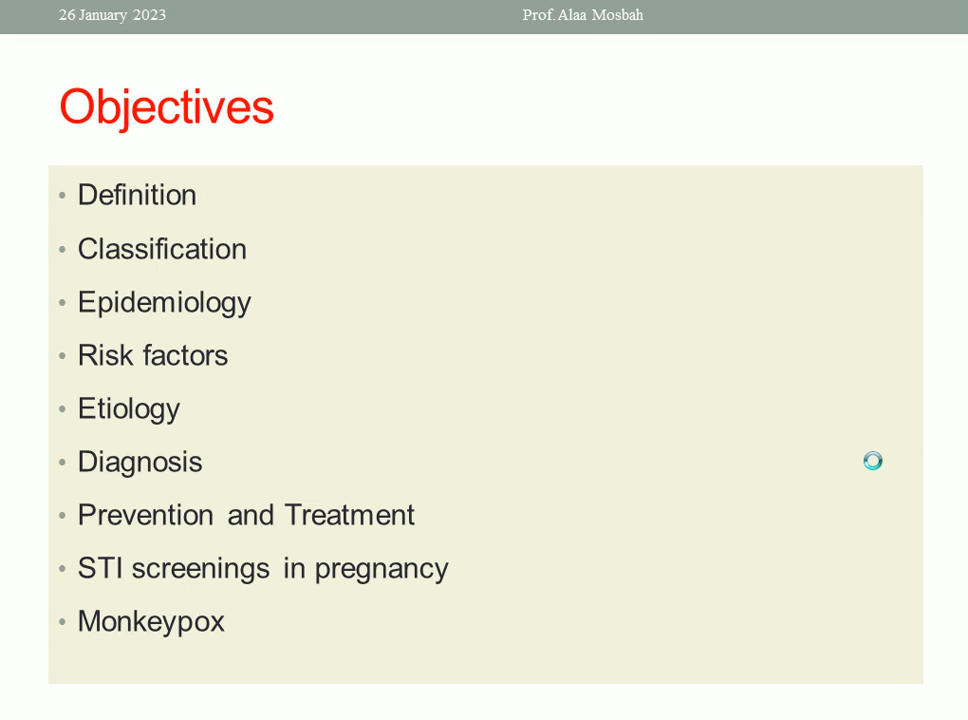 26 January 2023
Prof. Alaa Mosbah
Objectives
• Definition
• Classification
• Epidemiology
• Risk factors
• Etiology
• Diagnosis
• Prevention and Treatment
• STI screenings in pregnancy
• Monkeypox